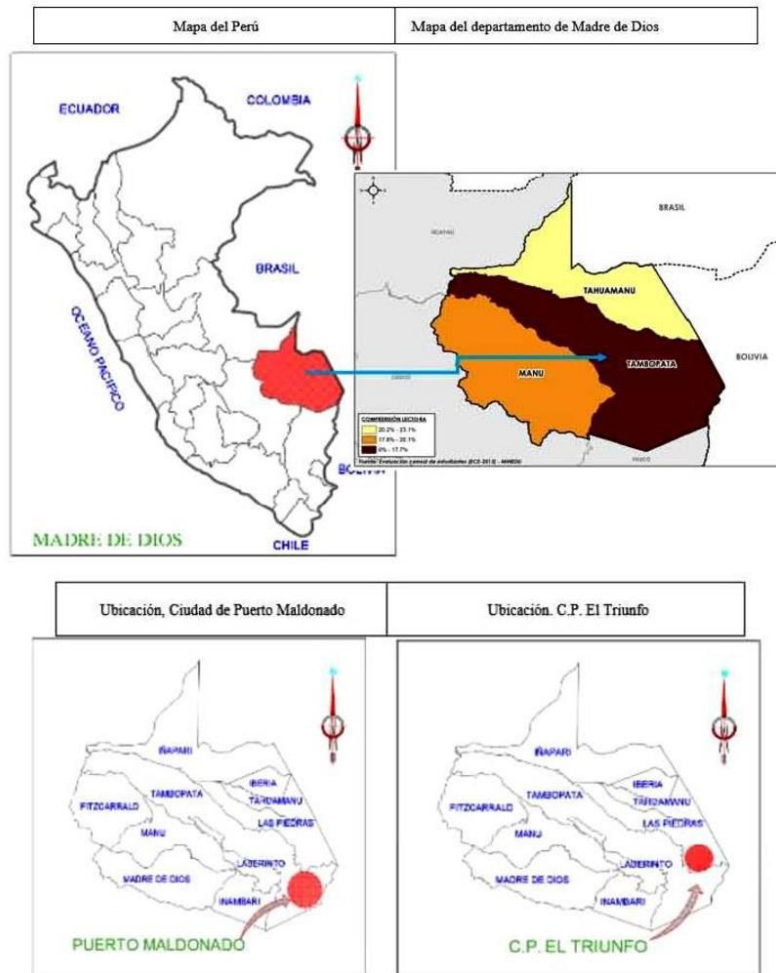 Mapa del Perú
Mapa del departamento de Madre de Dios
ECUADOR
COLOMBIA
BRASIL
OCEANO PACIFICO
CHILE
MADRE DE DIOS
BRASIL
TAHUAMANU
TAMBOPATA
MANU
BOLIVIA
COMPRENSIÓN LECTORA
0% - 17.7%
Ubicación, Ciudad de Puerto Maldonado
Ubicación. C.P. El Triunfo
IÑAPARI
IBERIA
TAHUAMANU
TAMBOPATA
FITZCARRALD
LAS PIEDRAS
MANU
LABERINTO
MADRE DE DIOS
INAMBARI
PUERTO MALDONADO
IÑAPARI
IBERIA
TAHUAMANU
TAMBOPATA
FITZCARRALD
LAS PIEDRAS
MANU
LABERINTO
MADRE DE DIOS
INAMBARI
C.P. EL TRIUNFO